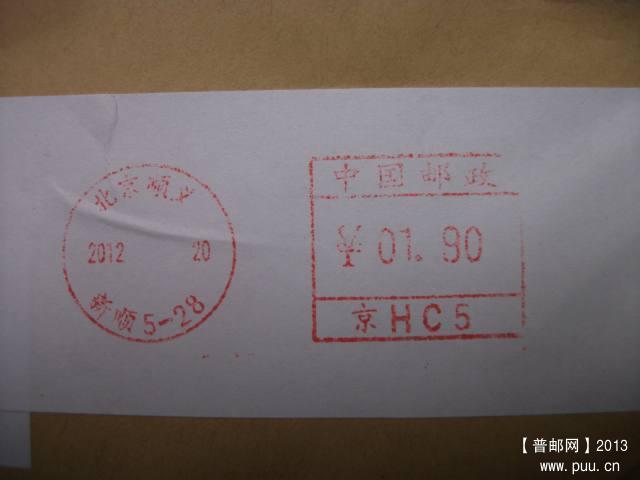 北京顺义
2012 20
新顺5-28
中国邮政
¥01.90
京HC5
【普邮网】2013
www.puu.cn